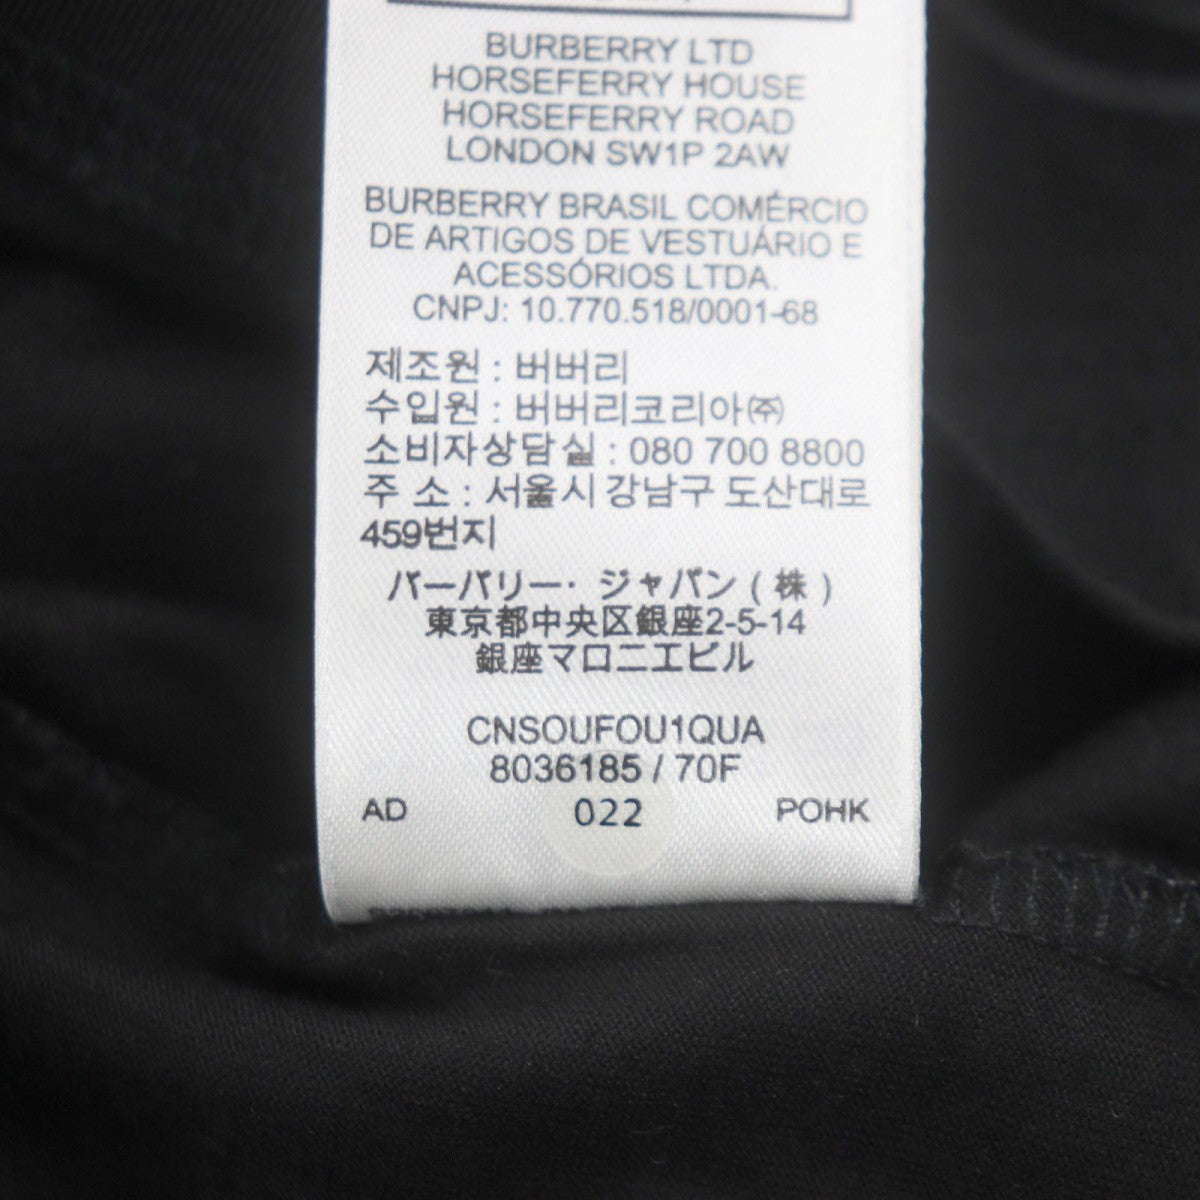 BURBERRY LTD
HORSEFERRY HOUSE
HORSEFERRY ROAD
LONDON SW1P 2AW
BURBERRY BRASIL COMÉRCIO
DE ARTIGOS DE VESTUÁRIO E
ACESSÓRIOS LTDA.
CNPJ: 10.770.518/0001-68
제조원 : 버버리
수입원 : 버버리코리아㈜
소비자상담실 : 080 700 8800
주 소 : 서울시 강남구 도산대로
459번지
バーバリー・ジャパン ( 株 )
東京都中央区銀座2-5-14
銀座マロニエビル
CNSOUFOU1QUA
8036185 / 70F
AD 022 POHK